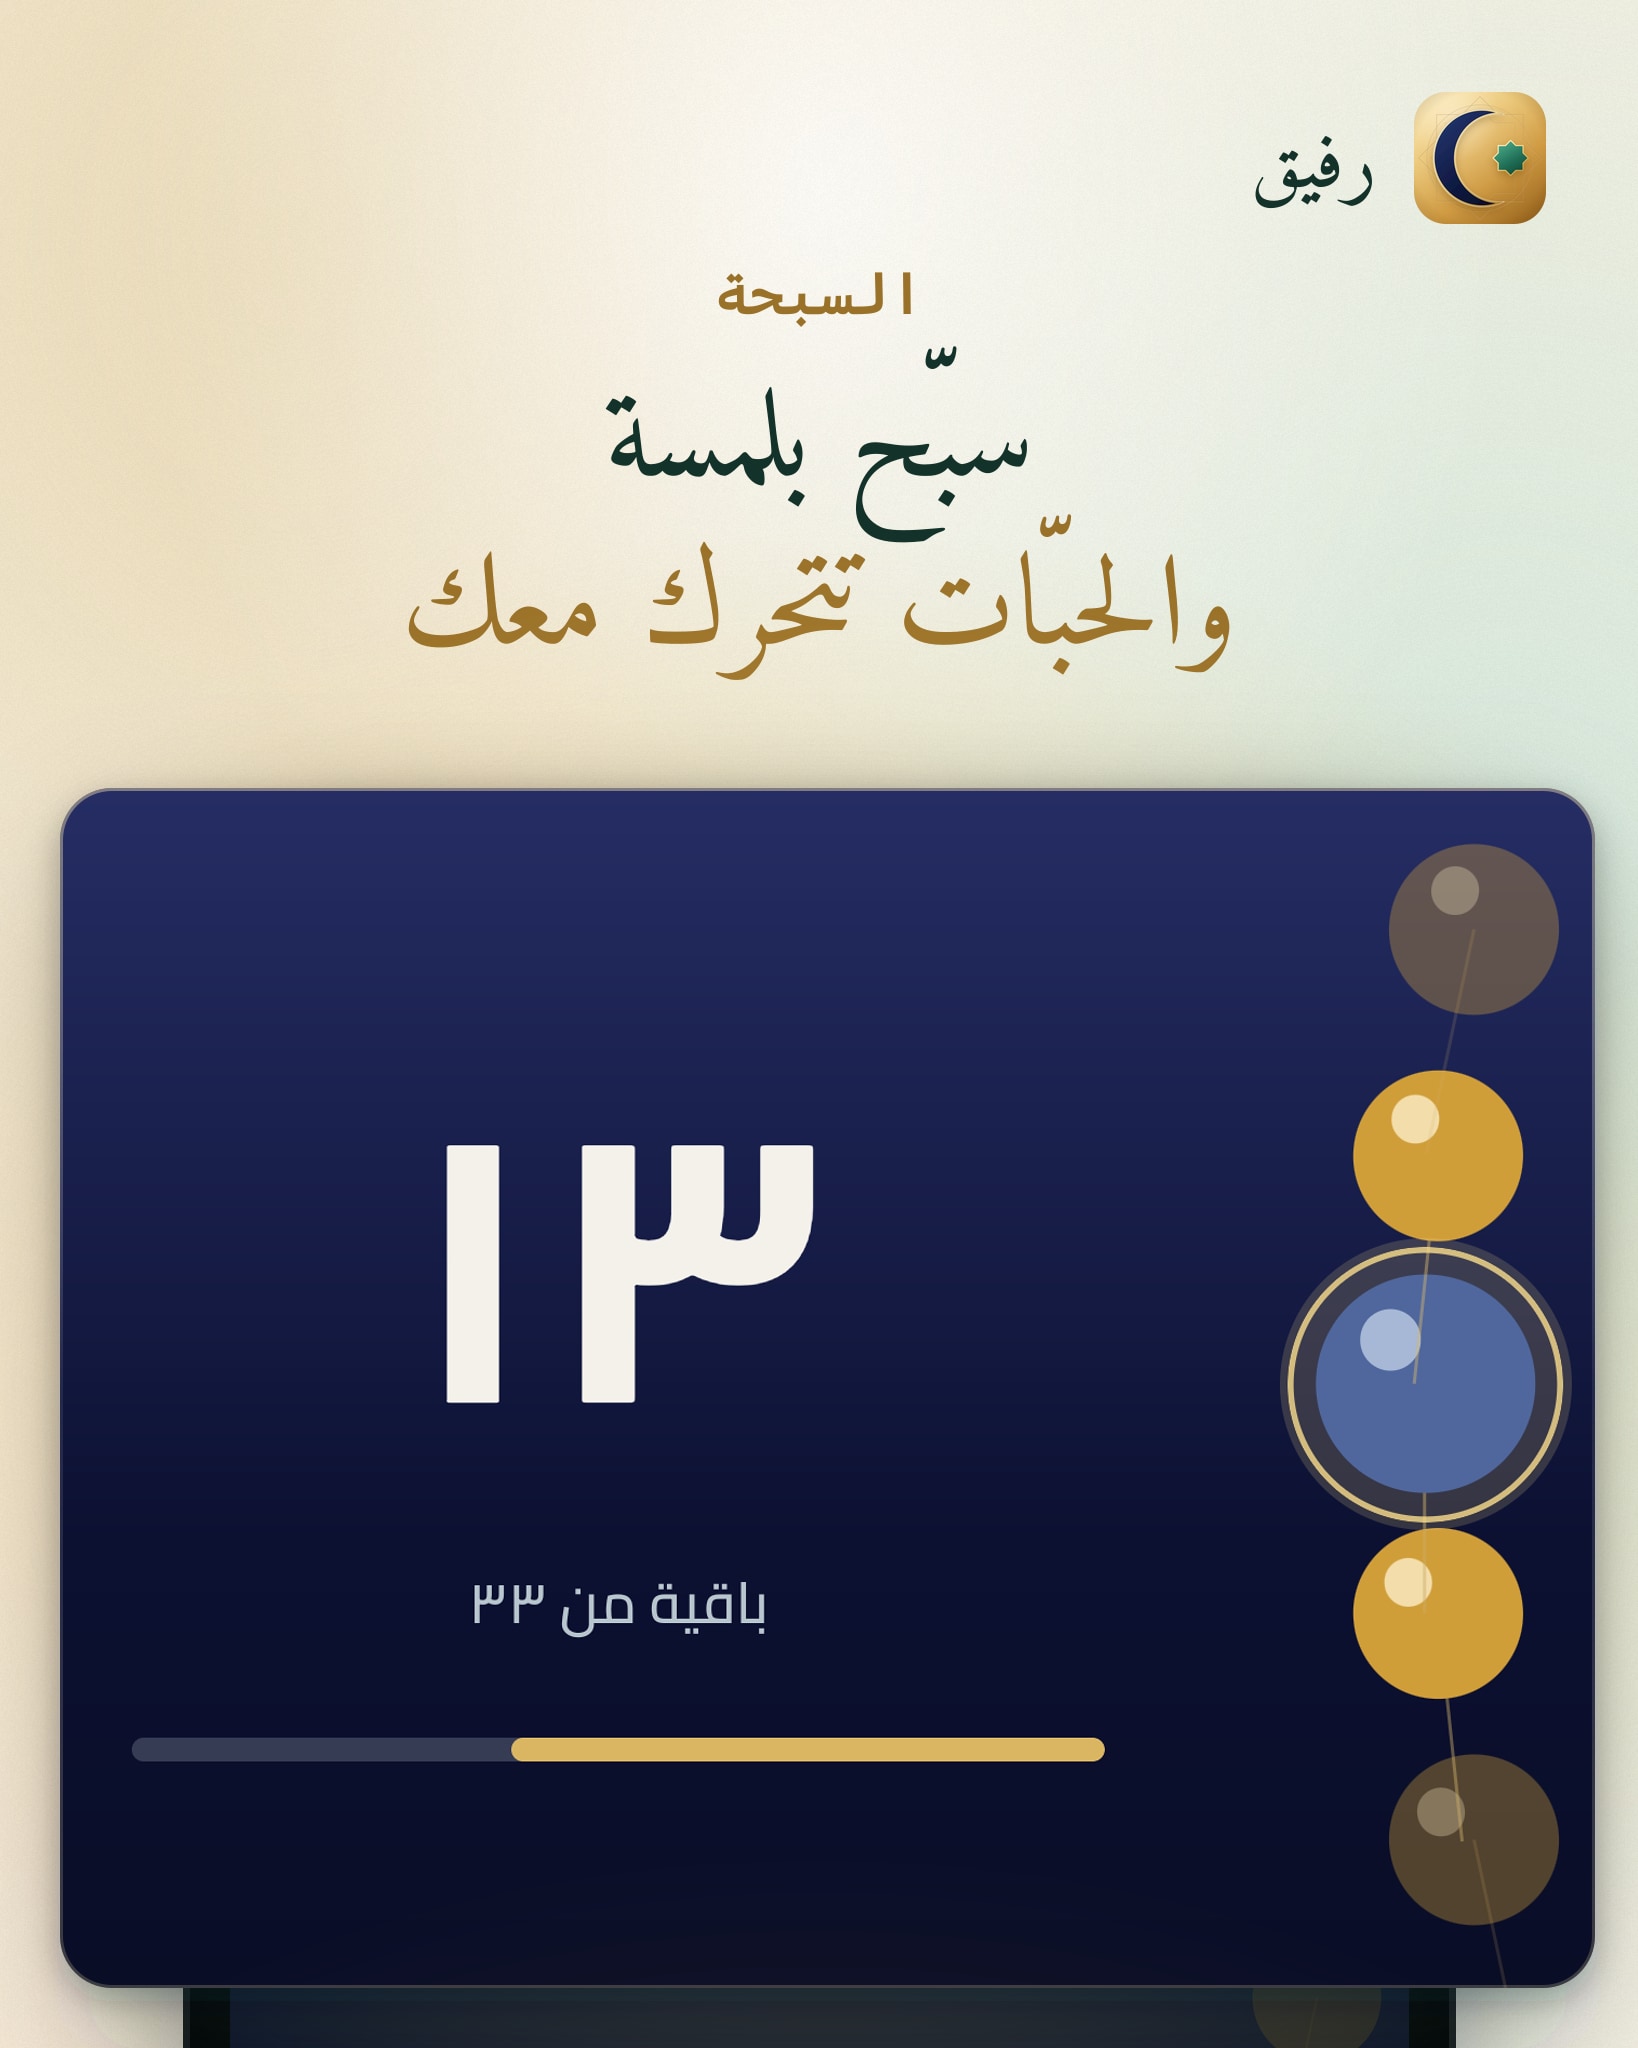 رفيق
السبحة
سبّح بلمسة
والحبّات تتحرك معك
١٣
باقية من ٣٣